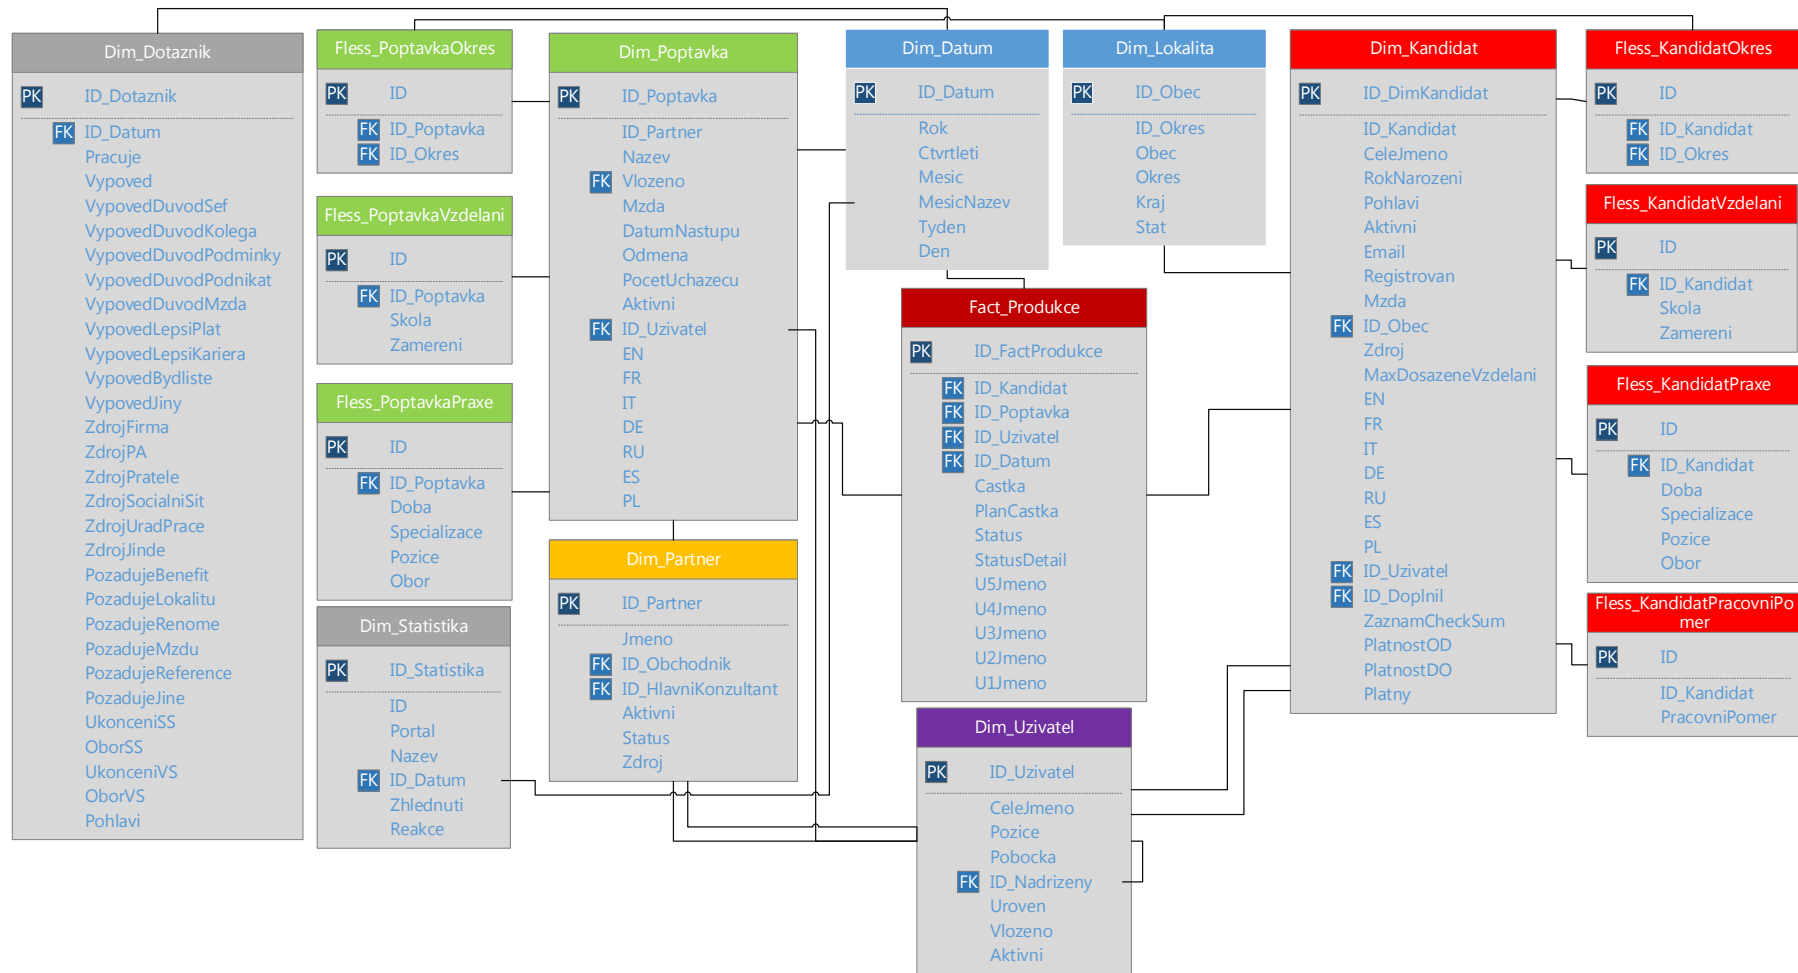 Dim_Dotaznik
PK ID_Dotaznik
FK ID_Datum
Pracuje
Vypoved
VypovedDuvodSef
VypovedDuvodKolega
VypovedDuvodPodminky
VypovedDuvodPodnikat
VypovedDuvodMzda
VypovedLepsiPlat
VypovedLepsiKariera
VypovedBydliste
VypovedJiny
ZdrojFirma
ZdrojPA
ZdrojPratele
ZdrojSocialniSit
ZdrojUradPrace
ZdrojJinde
PozadujeBenefit
PozadujeLokalitu
PozadujeRenome
PozadujeMzdu
PozadujeReference
PozadujeJine
UkonceniSS
OborSS
UkonceniVS
OborVS
Pohlavi
Fless_PoptavkaOkres
PK ID
FK ID_Poptavka
FK ID_Okres
Fless_PoptavkaVzdelani
PK ID
FK ID_Poptavka
Skola
Zamereni
Fless_PoptavkaPraxe
PK ID
FK ID_Poptavka
Doba
Specializace
Pozice
Obor
Dim_Statistika
PK ID_Statistika
ID
Portal
Nazev
FK ID_Datum
Zhlednuti
Reakce
Dim_Poptavka
PK ID_Poptavka
ID_Partner
Nazev
FK Vlozeno
Mzda
DatumNastupu
Odmena
PocetUchazecu
Aktivni
FK ID_Uzivatel
EN
FR
IT
DE
RU
ES
PL
Dim_Partner
PK ID_Partner
Jmeno
FK ID_Obchodnik
FK ID_HlavniKonzultant
Aktivni
Status
Zdroj
Dim_Datum
PK ID_Datum
Rok
Ctvrtleti
Mesic
MesicNazev
Tyden
Den
Dim_Lokalita
PK ID_Obec
ID_Okres
Obec
Okres
Kraj
Stat
Fact_Produkce
PK ID_FactProdukce
FK ID_Kandidat
FK ID_Poptavka
FK ID_Uzivatel
FK ID_Datum
Castka
PlanCastka
Status
StatusDetail
U5Jmeno
U4Jmeno
U3Jmeno
U2Jmeno
U1Jmeno
Dim_Uzivatel
PK ID_Uzivatel
CeleJmeno
Pozice
Pobocka
FK ID_Nadrizeny
Uroven
Vlozeno
Aktivni
Dim_Kandidat
PK ID_DimKandidat
ID_Kandidat
CeleJmeno
RokNarozeni
Pohlavi
Aktivni
Email
Registrovan
Mzda
FK ID_Obec
Zdroj
MaxDosazeneVzdelani
EN
FR
IT
DE
RU
ES
PL
FK ID_Uzivatel
FK ID_Doplnil
ZaznamCheckSum
PlatnostOD
PlatnostDO
Platny
Fless_KandidatOkres
PK ID
FK ID_Kandidat
FK ID_Okres
Fless_KandidatVzdelani
PK ID
FK ID_Kandidat
Skola
Zamereni
Fless_KandidatPraxe
PK ID
FK ID_Kandidat
Doba
Specializace
Pozice
Obor
Fless_KandidatPracovniPo
mer
PK ID
ID_Kandidat
PracovniPomer